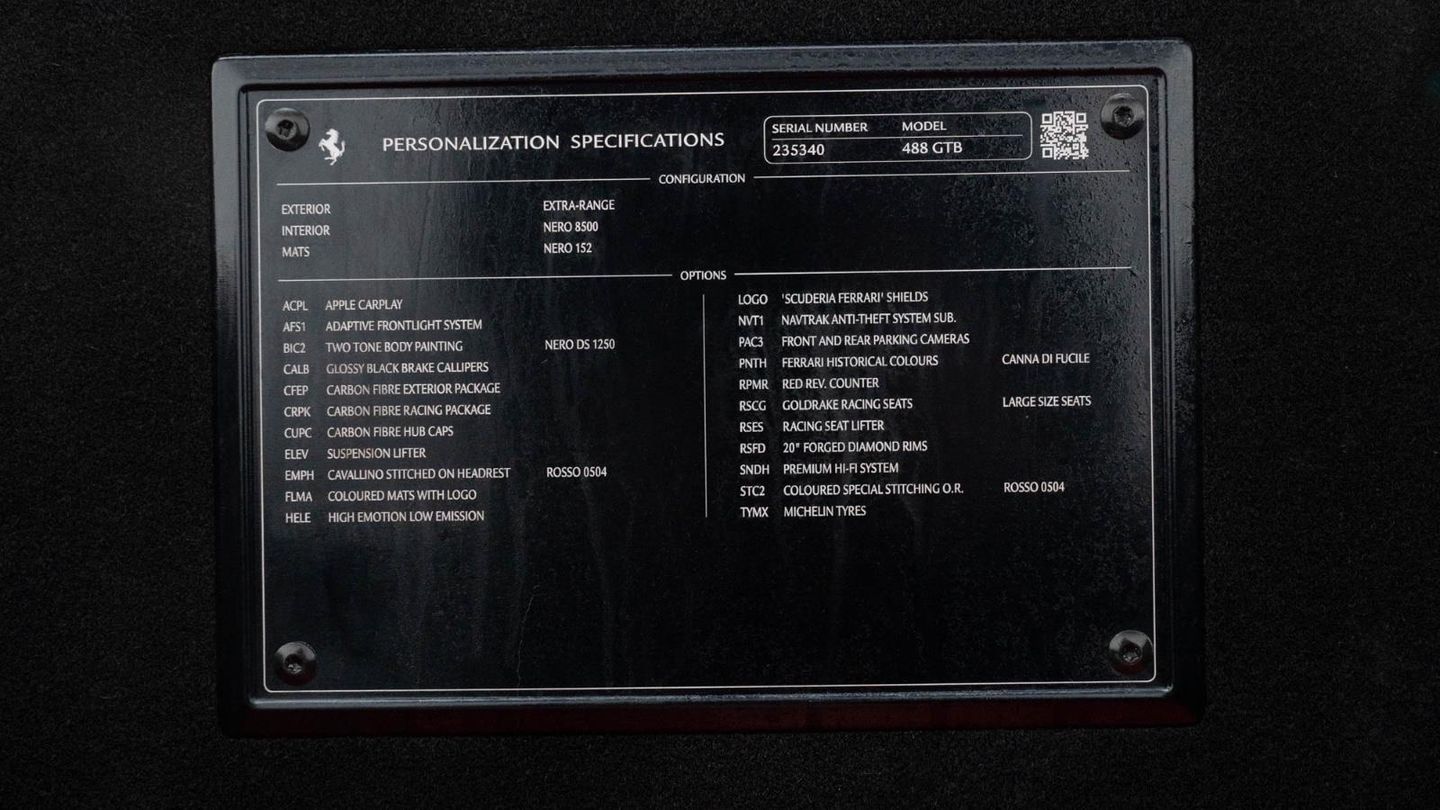 PERSONALIZATION SPECIFICATIONS
SERIAL NUMBER MODEL
235340 488 GTB
CONFIGURATION
EXTERIOR EXTRA-RANGE
INTERIOR NERO 8500
MATS NERO 152
OPTIONS
ACPL APPLE CARPLAY
AFS1 ADAPTIVE FRONTLIGHT SYSTEM
BIC2 TWO TONE BODY PAINTING NERO DS 1250
CALB GLOSSY BLACK BRAKE CALLIPERS
CFEP CARBON FIBRE EXTERIOR PACKAGE
CRPK CARBON FIBRE RACING PACKAGE
CUPC CARBON FIBRE HUB CAPS
ELEV SUSPENSION LIFTER
EMPH CAVALLINO STITCHED ON HEADREST ROSSO 0504
FLMA COLOURED MATS WITH LOGO
HELE HIGH EMOTION LOW EMISSION
LOGO 'SCUDERIA FERRARI' SHIELDS
NVT1 NAVTRAK ANTI-THEFT SYSTEM SUB.
PAC3 FRONT AND REAR PARKING CAMERAS
PNTH FERRARI HISTORICAL COLOURS CANNA DI FUCILE
RPMR RED REV. COUNTER
RSCG GOLDRAKE RACING SEATS LARGE SIZE SEATS
RSES RACING SEAT LIFTER
RSFD 20" FORGED DIAMOND RIMS
SNDH PREMIUM HI-FI SYSTEM
STC2 COLOURED SPECIAL STITCHING O.R. ROSSO 0504
TYMX MICHELIN TYRES